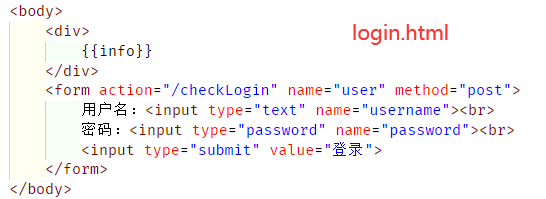 <body>
login.html
<div>
{{info}}
</div>
<form action="/checkLogin" name="user" method="post">
用户名：<input type="text" name="username"><br>
密码：<input type="password" name="password"><br>
<input type="submit" value="登录">
</form>
</body>